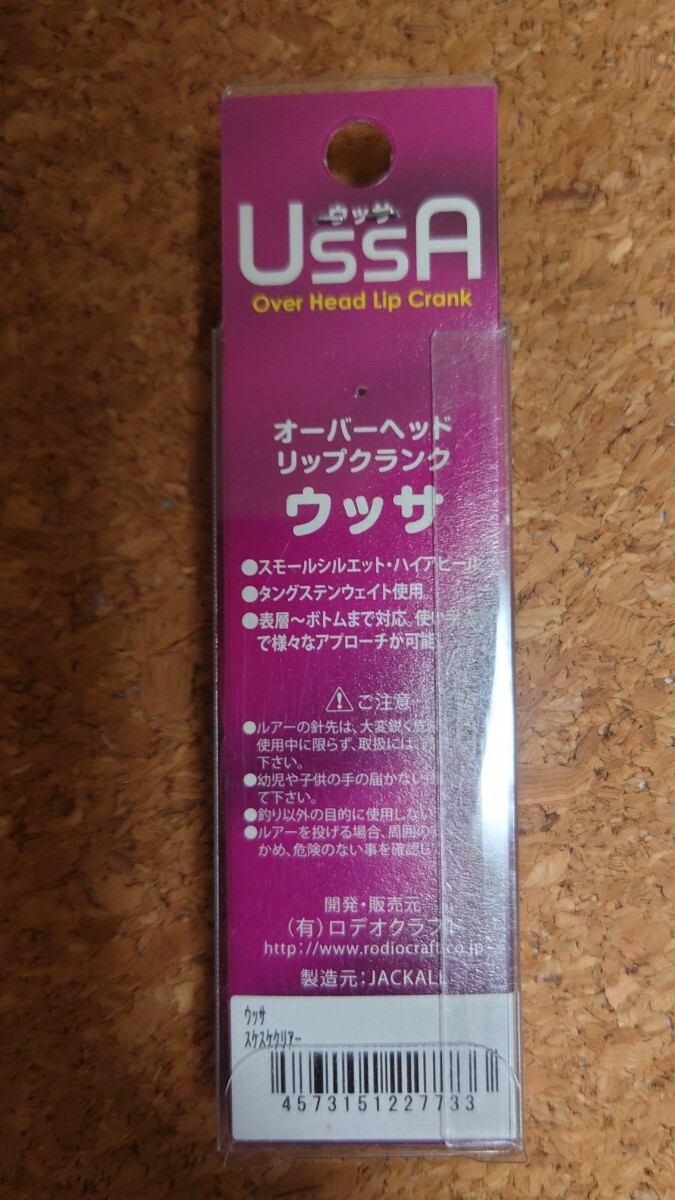 ウッサ
UssA
Over Head Lip Crank
オーバーヘッド
リップクランク
ウッサ
●スモールシルエット・ハイアピール
●タングステンウェイト使用。
●表層～ボトムまで対応。使い
で様々なアプローチが可能
⚠ご注意
●ルアーの針先は、大変鋭く危
使用中に限らず、取扱には
下さい。
●幼児や子供の手の届かない
て下さい。
●釣り以外の目的に使用しない
●ルアーを投げる場合、周囲の
かめ、危険のない事を確認し
開発・販売元
(有)ロデオクラフト
http://www.rodiocraft.co.jp
製造元:JACKALL
ｳｯｻ
ｽｹｽｹｸﾘｱｰ
4573151227733